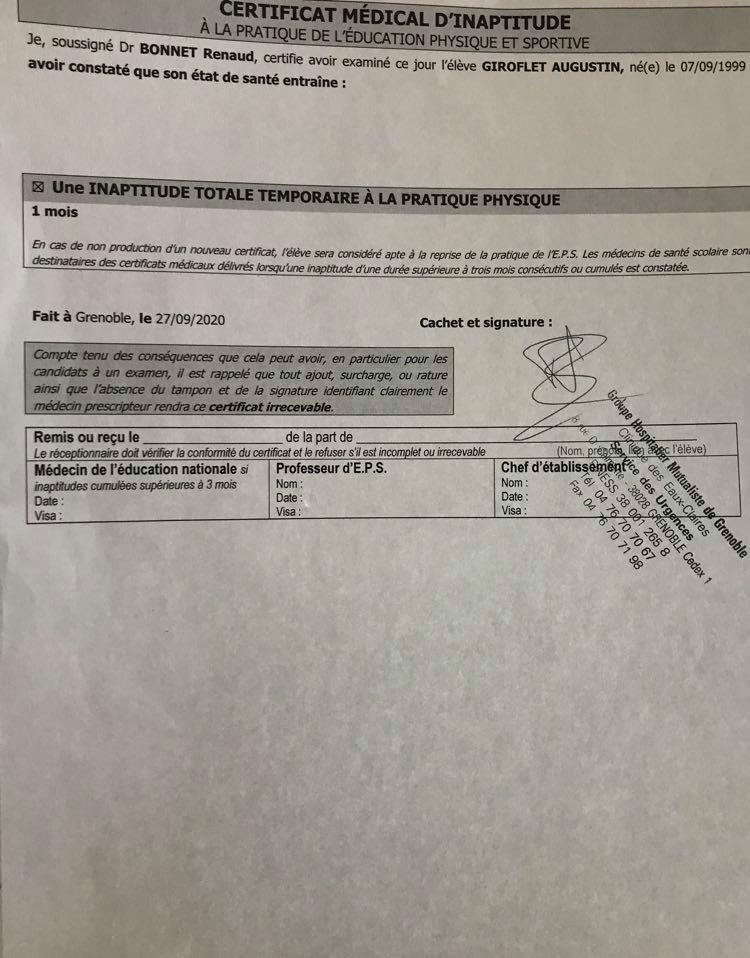 CERTIFICAT MÉDICAL D'INAPTITUDE
À LA PRATIQUE DE L'ÉDUCATION PHYSIQUE ET SPORTIVE
Je, soussigné Dr BONNET Renaud, certifie avoir examiné ce jour l'élève GIROFLET AUGUSTIN, né(e) le 07/09/1999
avoir constaté que son état de santé entraîne :
☒ Une INAPTITUDE TOTALE TEMPORAIRE À LA PRATIQUE PHYSIQUE
1 mois
En cas de non production d'un nouveau certificat, l'élève sera considéré apte à la reprise de la pratique de l'E.P.S. Les médecins de santé scolaire son
destinataires des certificats médicaux délivrés lorsqu'une inaptitude d'une durée supérieure à trois mois consécutifs ou cumulés est constatée.
Fait à Grenoble, le 27/09/2020
Cachet et signature :
Compte tenu des conséquences que cela peut avoir, en particulier pour les
candidats à un examen, il est rappelé que tout ajout, surcharge, ou rature
ainsi que l'absence du tampon et de la signature identifiant clairement le
médecin prescripteur rendra ce certificat irrecevable.
Groupe Hospitalier Mutualiste de Grenoble
Clinique des Eaux-Claires
Service des Urgences
38028 GRENOBLE Cedex 1
NESS 38 001 265 8
Tél. 04 76 70 70 67
Fax 04 76 70 71 98
Remis ou reçu le de la part de
Le réceptionnaire doit vérifier la conformité du certificat et le refuser s'il est incomplet ou irrecevable (Nom, l'élève)
Médecin de l'éducation nationale si
inaptitudes cumulées supérieures à 3 mois
Date :
Visa :
Professeur d'E.P.S.
Nom :
Date :
Visa :
Chef d'établissement
Nom :
Date :
Visa :